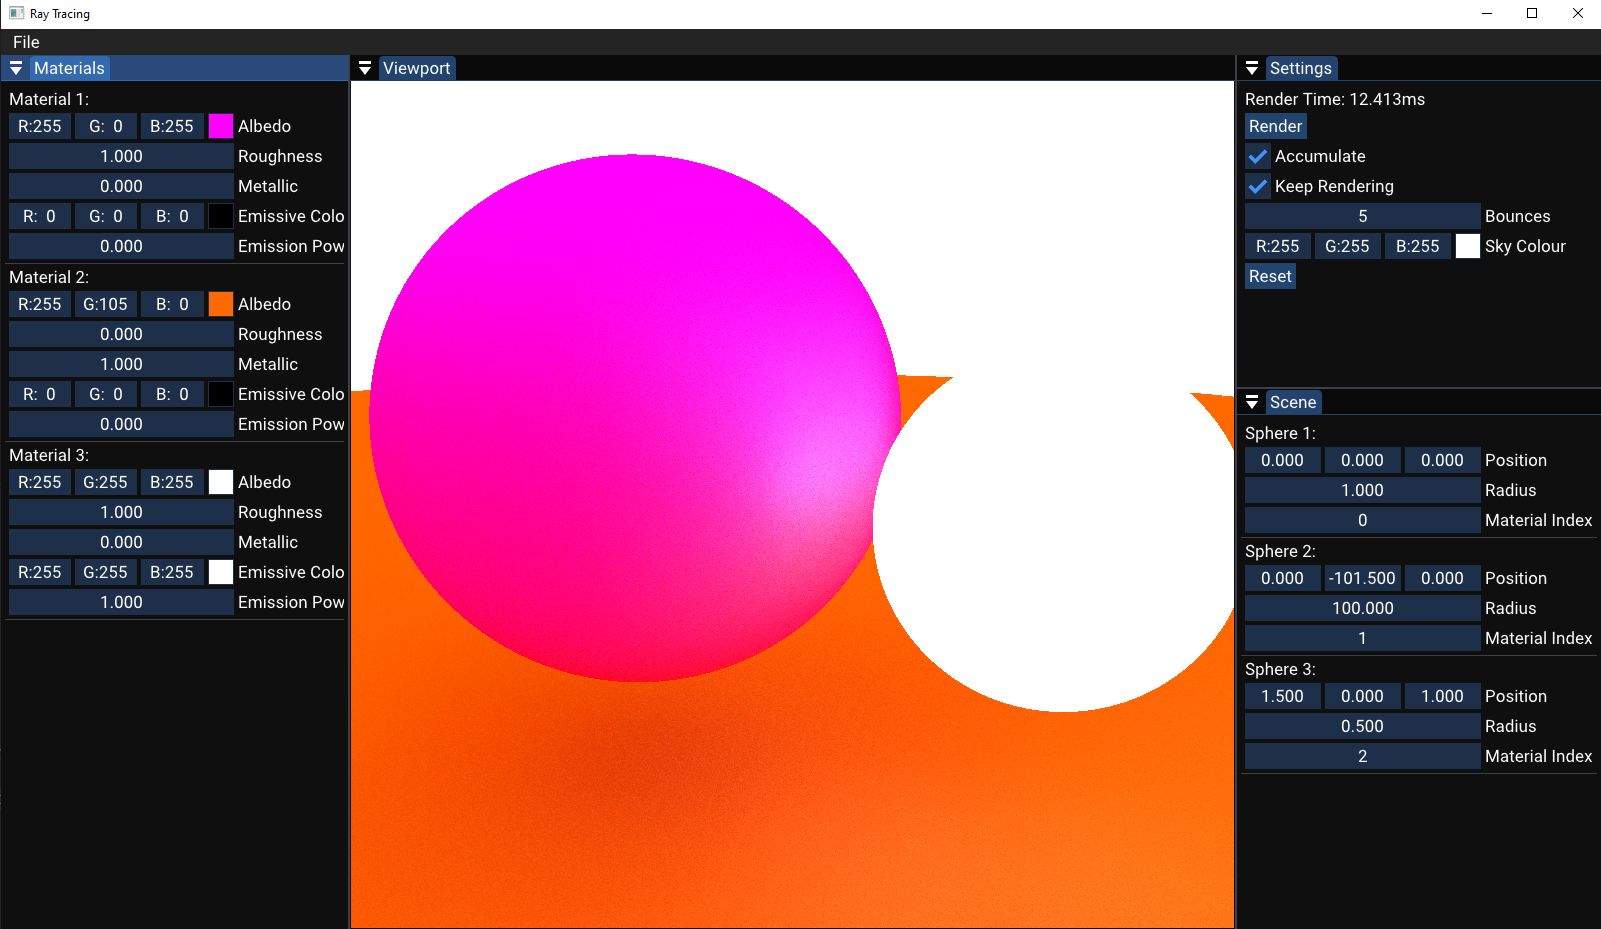 Ray Tracing
File
Materials
Material 1:
R:255 G: 0 B:255 Albedo
1.000 Roughness
0.000 Metallic
R: 0 G: 0 B: 0 Emissive Colo
0.000 Emission Pow
Material 2:
R:255 G:105 B: 0 Albedo
0.000 Roughness
1.000 Metallic
R: 0 G: 0 B: 0 Emissive Colo
0.000 Emission Pow
Material 3:
R:255 G:255 B:255 Albedo
1.000 Roughness
0.000 Metallic
R:255 G:255 B:255 Emissive Colo
1.000 Emission Pow
Viewport
Settings
Render Time: 12.413ms
Render
Accumulate
Keep Rendering
5 Bounces
R:255 G:255 B:255 Sky Colour
Reset
Scene
Sphere 1:
0.000 0.000 0.000 Position
1.000 Radius
0 Material Index
Sphere 2:
0.000 -101.500 0.000 Position
100.000 Radius
1 Material Index
Sphere 3:
1.500 0.000 1.000 Position
0.500 Radius
2 Material Index